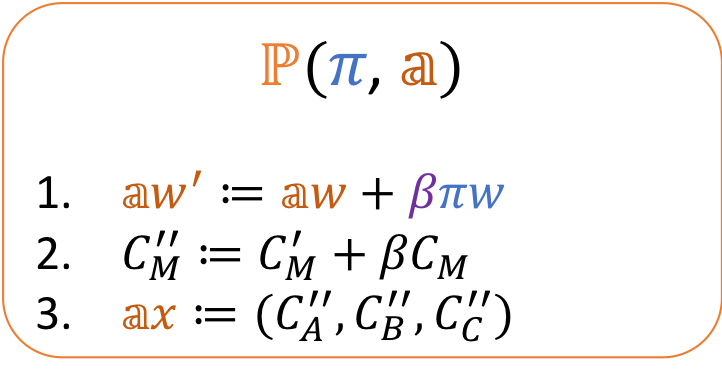 ℙ(𝜋, 𝕒)
1. 𝕒𝑤′ ≔ 𝕒𝑤 + 𝛽𝜋𝑤
2. 𝐶′′_𝑀 ≔ 𝐶′_𝑀 + 𝛽𝐶_𝑀
3. 𝕒𝑥 ≔ (𝐶′′_𝐴, 𝐶′′_𝐵, 𝐶′′_𝐶)